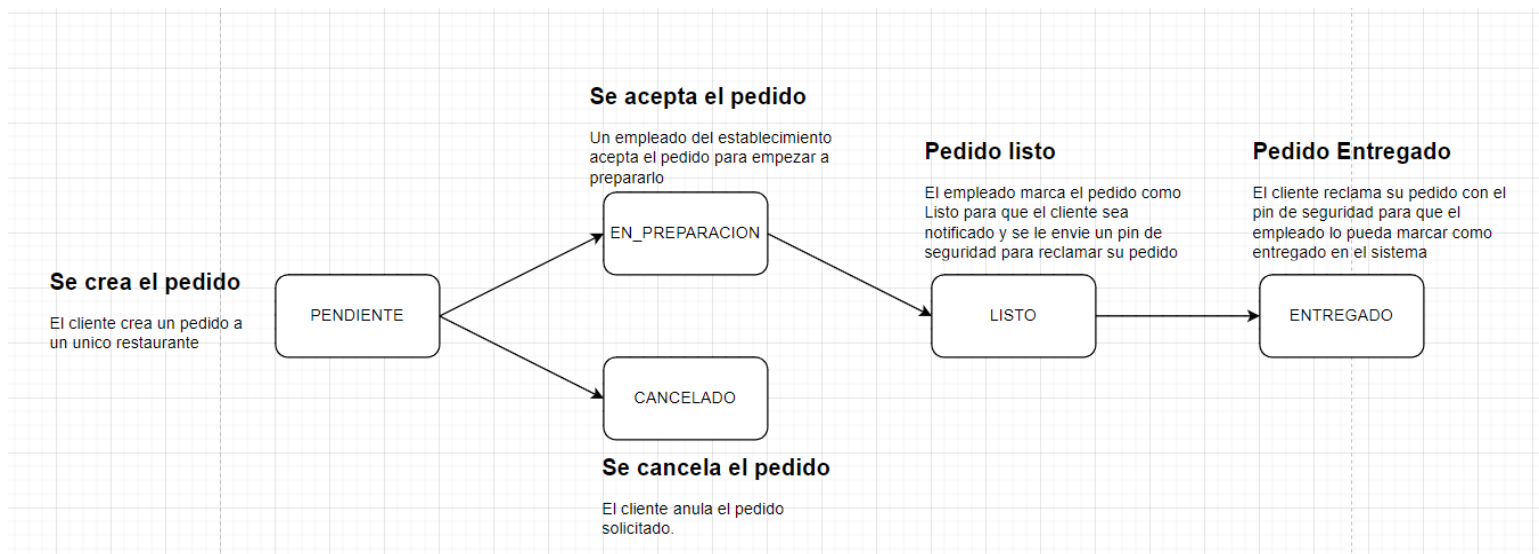 Se crea el pedido
El cliente crea un pedido a
un unico restaurante
PENDIENTE
Se acepta el pedido
Un empleado del establecimiento
acepta el pedido para empezar a
prepararlo
EN_PREPARACION
CANCELADO
Se cancela el pedido
El cliente anula el pedido
solicitado.
Pedido listo
El empleado marca el pedido como
Listo para que el cliente sea
notificado y se le envie un pin de
seguridad para reclamar su pedido
LISTO
Pedido Entregado
El cliente reclama su pedido con el
pin de seguridad para que el
empleado lo pueda marcar como
entregado en el sistema
ENTREGADO